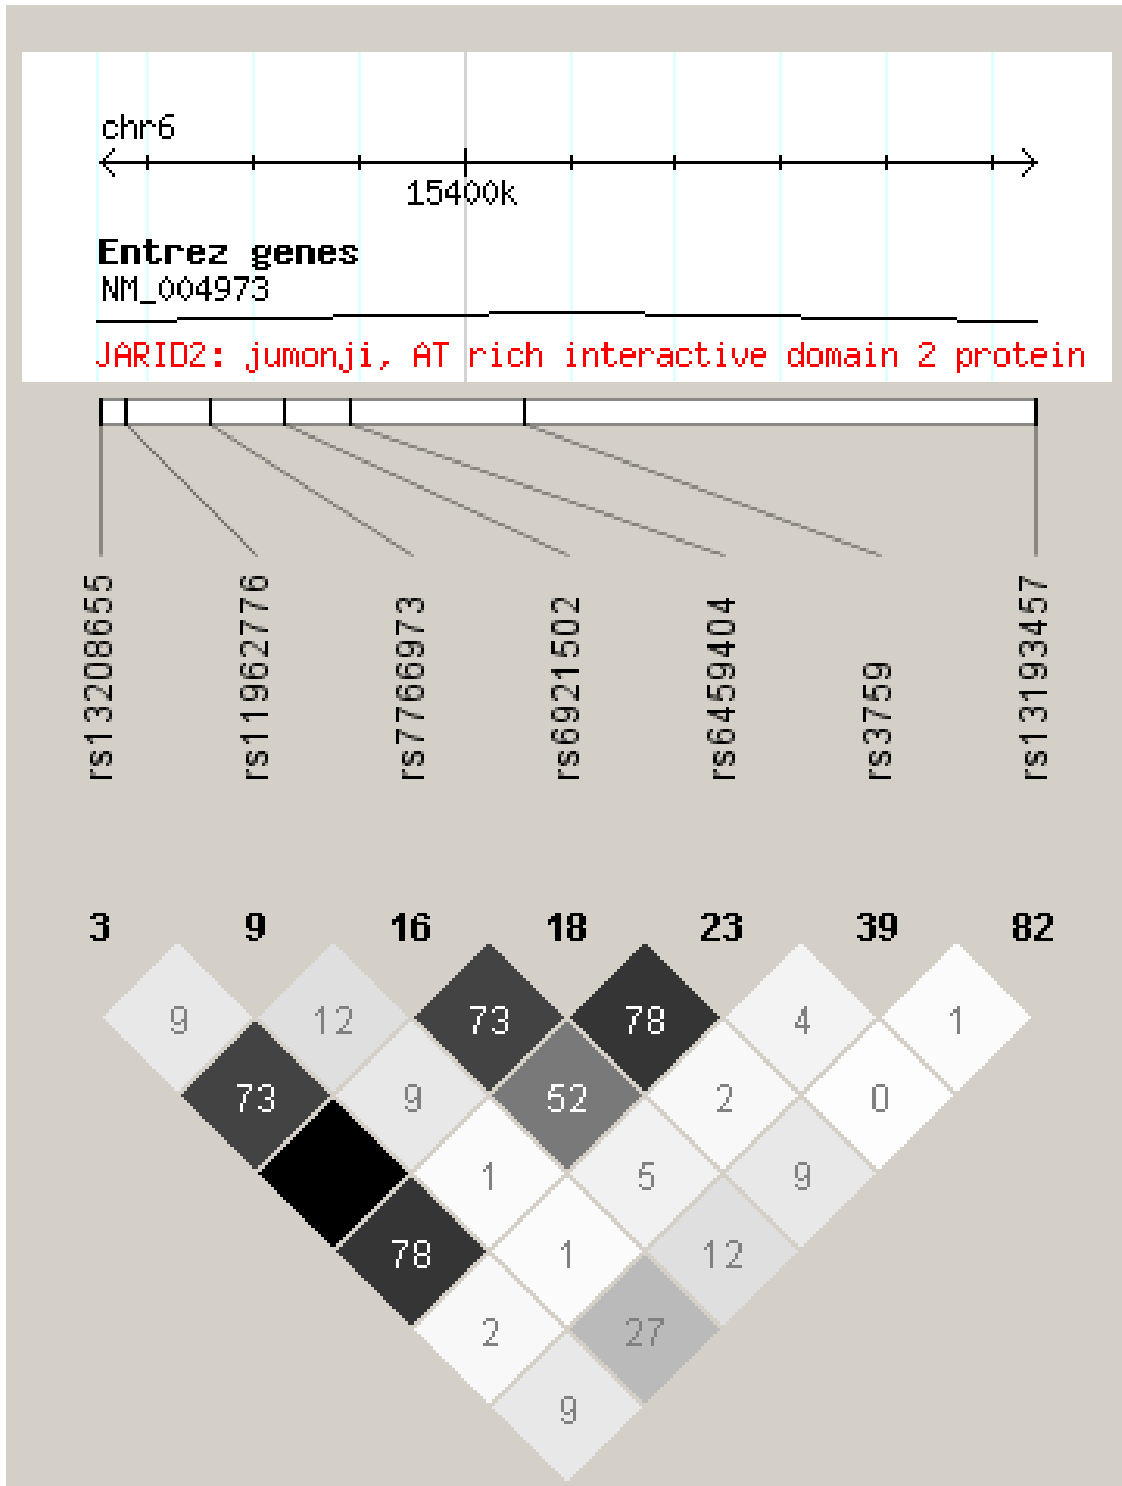 chr6
15400k
Entrez genes
NM_004973
JARID2: jumonji, AT rich interactive domain 2 protein
rs13208655 rs11962776 rs7766973 rs6921502 rs6459404 rs3759 rs13193457
3 9 16 18 23 39 82
9 12 73 78 4 1
73 9 52 2 0
1 5 9
78 1 12
2 27
9